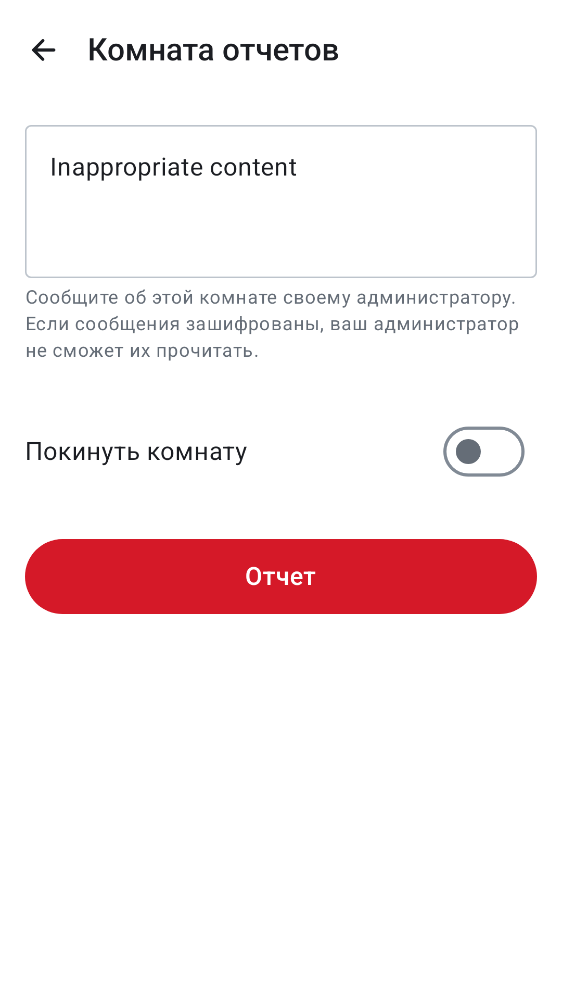 Комната отчетов
Inappropriate content
Сообщите об этой комнате своему администратору.
Если сообщения зашифрованы, ваш администратор
не сможет их прочитать.
Покинуть комнату
Отчет